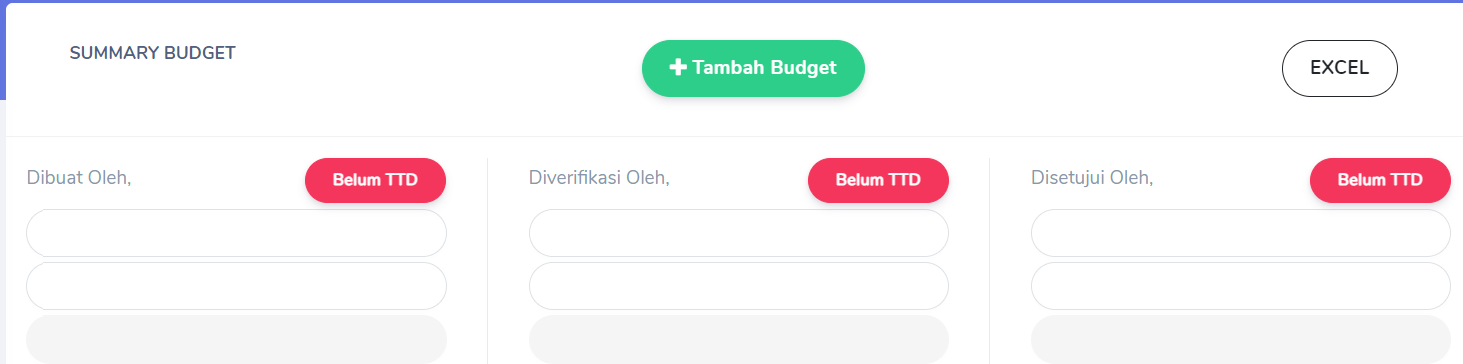 SUMMARY BUDGET
Tambah Budget
EXCEL
Dibuat Oleh,
Belum TTD
Diverifikasi Oleh,
Belum TTD
Disetujui Oleh,
Belum TTD